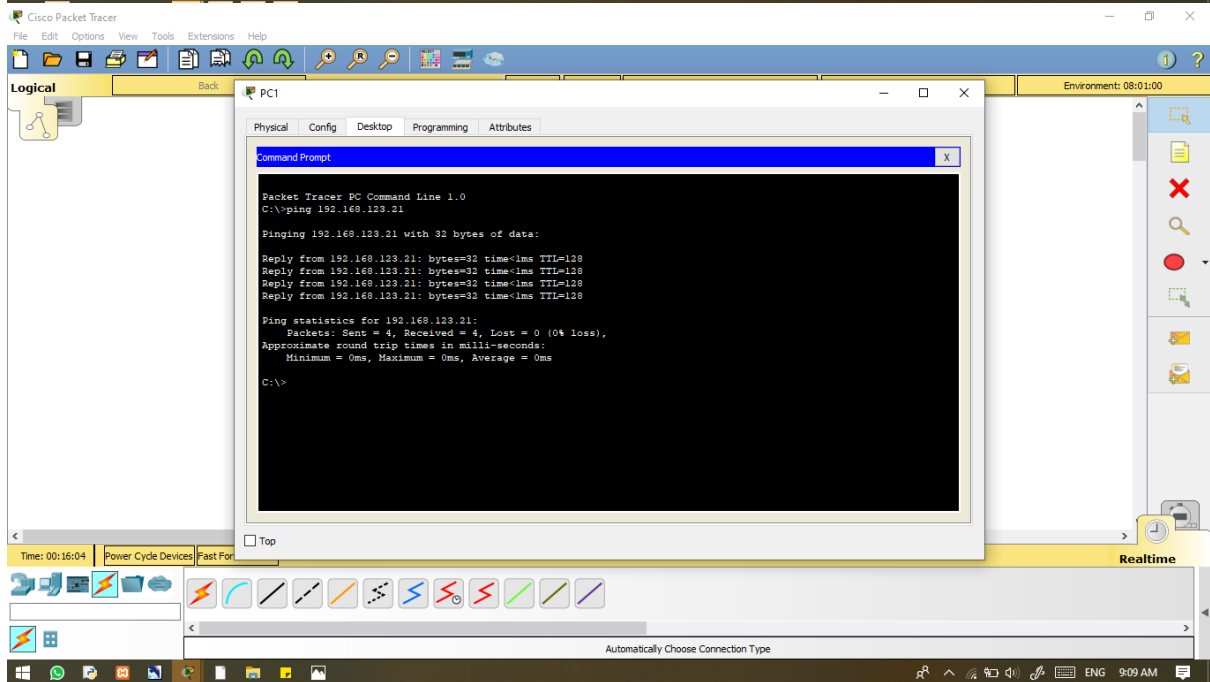 Cisco Packet Tracer
File Edit Options View Tools Extensions Help
Logical
Back
Environment: 08:01:00
PC1
Physical Config Desktop Programming Attributes
Command Prompt
X
Packet Tracer PC Command Line 1.0
C:\>ping 192.168.123.21
Pinging 192.168.123.21 with 32 bytes of data:
Reply from 192.168.123.21: bytes=32 time<1ms TTL=128
Reply from 192.168.123.21: bytes=32 time<1ms TTL=128
Reply from 192.168.123.21: bytes=32 time<1ms TTL=128
Reply from 192.168.123.21: bytes=32 time<1ms TTL=128
Ping statistics for 192.168.123.21:
Packets: Sent = 4, Received = 4, Lost = 0 (0% loss),
Approximate round trip times in milli-seconds:
Minimum = 0ms, Maximum = 0ms, Average = 0ms
C:\>
Top
Time: 00:16:04 Power Cycle Devices Fast For
Realtime
Automatically Choose Connection Type
ENG 9:09 AM